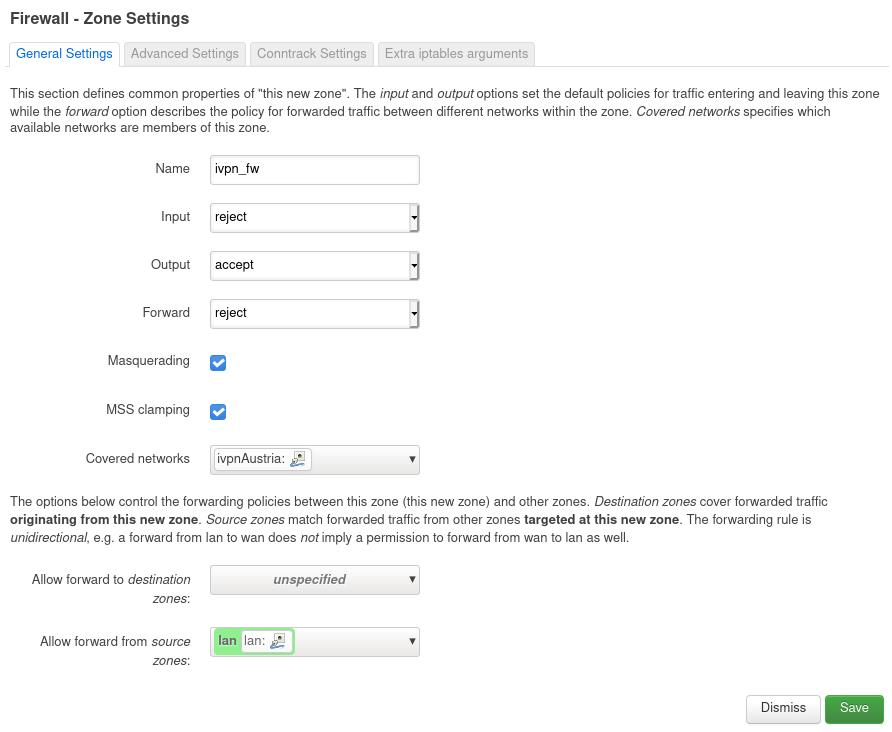 Firewall - Zone Settings
General Settings Advanced Settings Conntrack Settings Extra iptables arguments
This section defines common properties of "this new zone". The input and output options set the default policies for traffic entering and leaving this zone
while the forward option describes the policy for forwarded traffic between different networks within the zone. Covered networks specifies which
available networks are members of this zone.
Name ivpn_fw
Input reject
Output accept
Forward reject
Masquerading
MSS clamping
Covered networks ivpnAustria:
The options below control the forwarding policies between this zone (this new zone) and other zones. Destination zones cover forwarded traffic
originating from this new zone. Source zones match forwarded traffic from other zones targeted at this new zone. The forwarding rule is
unidirectional, e.g. a forward from lan to wan does not imply a permission to forward from wan to lan as well.
Allow forward to destination unspecified
zones:
Allow forward from source lan lan:
zones:
Dismiss Save